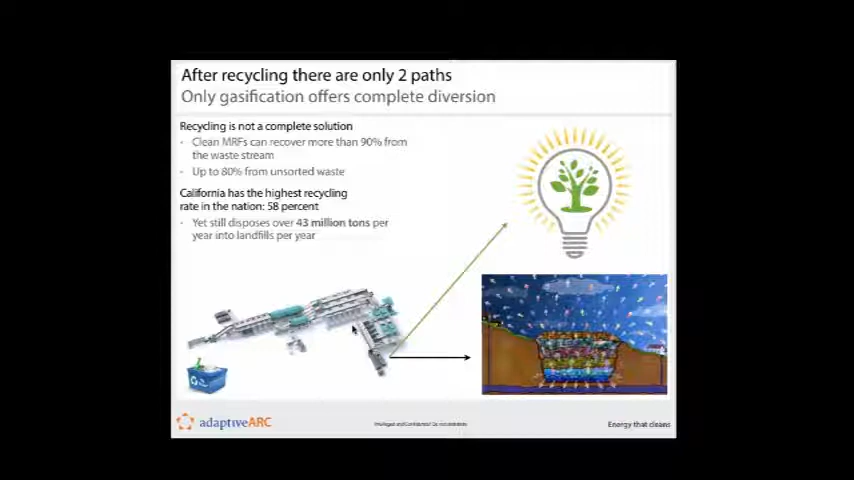 After recycling there are only 2 paths
Only gasification offers complete diversion
Recycling is not a complete solution
- Clean MRFs can recover more than 90% from
the waste stream
- Up to 80% from unsorted waste
California has the highest recycling
rate in the nation: 58 percent
- Yet still disposes over 43 million tons per
year into landfills per year
adaptiveARC
Energy that cleans